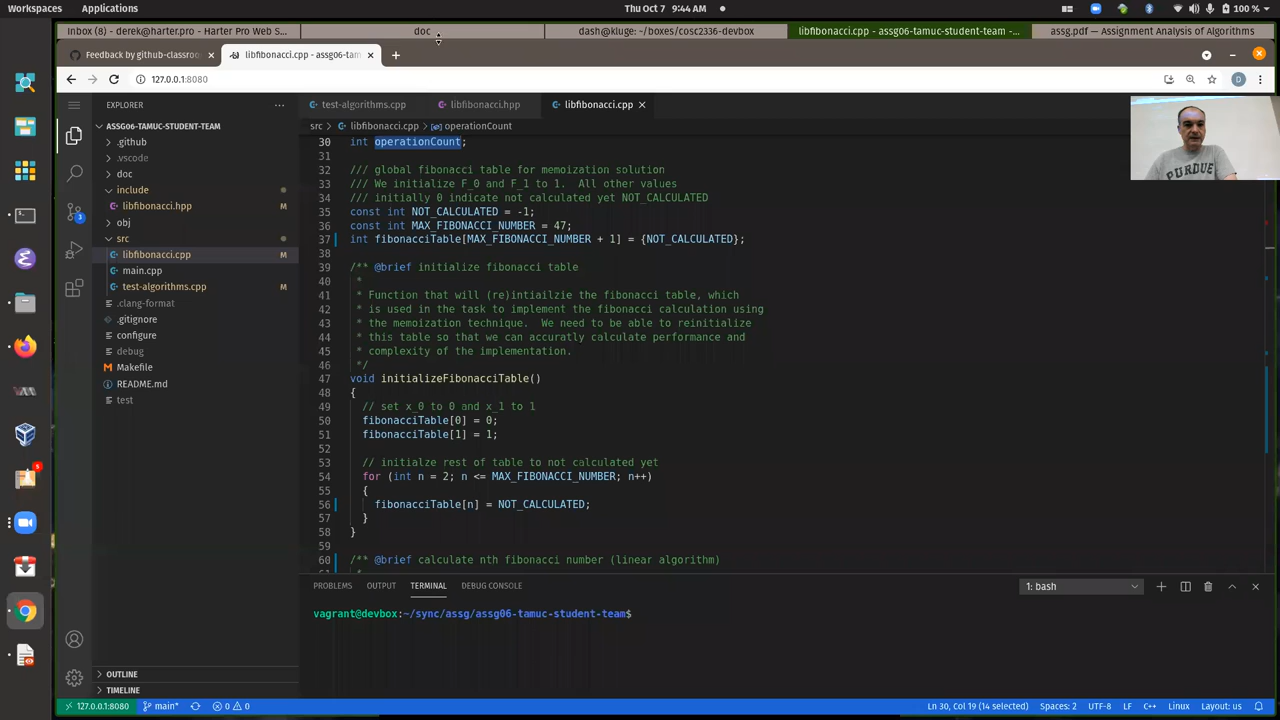 Workspaces Applications Thu Oct 7 9:44 AM 100 %
Inbox (8) - derek@harter.pro - Harter Pro Web S... doc dash@kluge: ~/boxes/cosc2336-devbox libfibonacci.cpp - assg06-tamuc-student-team -... assg.pdf — Assignment Analysis of Algorithms
Feedback by github-classroo libfibonacci.cpp - assg06-tam
127.0.0.1:8080
EXPLORER
ASSG06-TAMUC-STUDENT-TEAM
.github
.vscode
doc
include
libfibonacci.hpp M
obj
src
libfibonacci.cpp M
main.cpp
test-algorithms.cpp M
.clang-format
.gitignore
configure
debug
Makefile
README.md
test
OUTLINE
TIMELINE
3
5
D
test-algorithms.cpp libfibonacci.hpp libfibonacci.cpp
src > libfibonacci.cpp > operationCount
30 int operationCount;
31
32 /// global fibonacci table for memoization solution
33 /// We initialize F_0 and F_1 to 1.  All other values
34 /// initially 0 indicate not calculated yet NOT_CALCULATED
35 const int NOT_CALCULATED = -1;
36 const int MAX_FIBONACCI_NUMBER = 47;
37 int fibonacciTable[MAX_FIBONACCI_NUMBER + 1] = {NOT_CALCULATED};
38
39 /** @brief initialize fibonacci table
40 *
41 * Function that will (re)intiailzie the fibonacci table, which
42 * is used in the task to implement the fibonacci calculation using
43 * the memoization technique.  We need to be able to reinitialize
44 * this table so that we can accuratly calculate performance and
45 * complexity of the implementation.
46 */
47 void initializeFibonacciTable()
48 {
49 // set x_0 to 0 and x_1 to 1
50 fibonacciTable[0] = 0;
51 fibonacciTable[1] = 1;
52
53 // initialze rest of table to not calculated yet
54 for (int n = 2; n <= MAX_FIBONACCI_NUMBER; n++)
55 {
56 fibonacciTable[n] = NOT_CALCULATED;
57 }
58 }
59
60 /** @brief calculate nth fibonacci number (linear algorithm)
61 *
PROBLEMS OUTPUT TERMINAL DEBUG CONSOLE 1: bash
vagrant@devbox:~/sync/assg/assg06-tamuc-student-team$
127.0.0.1:8080 main* 0 0 Ln 30, Col 19 (14 selected) Spaces: 2 UTF-8 LF C++ Linux Layout: us
PURDUE